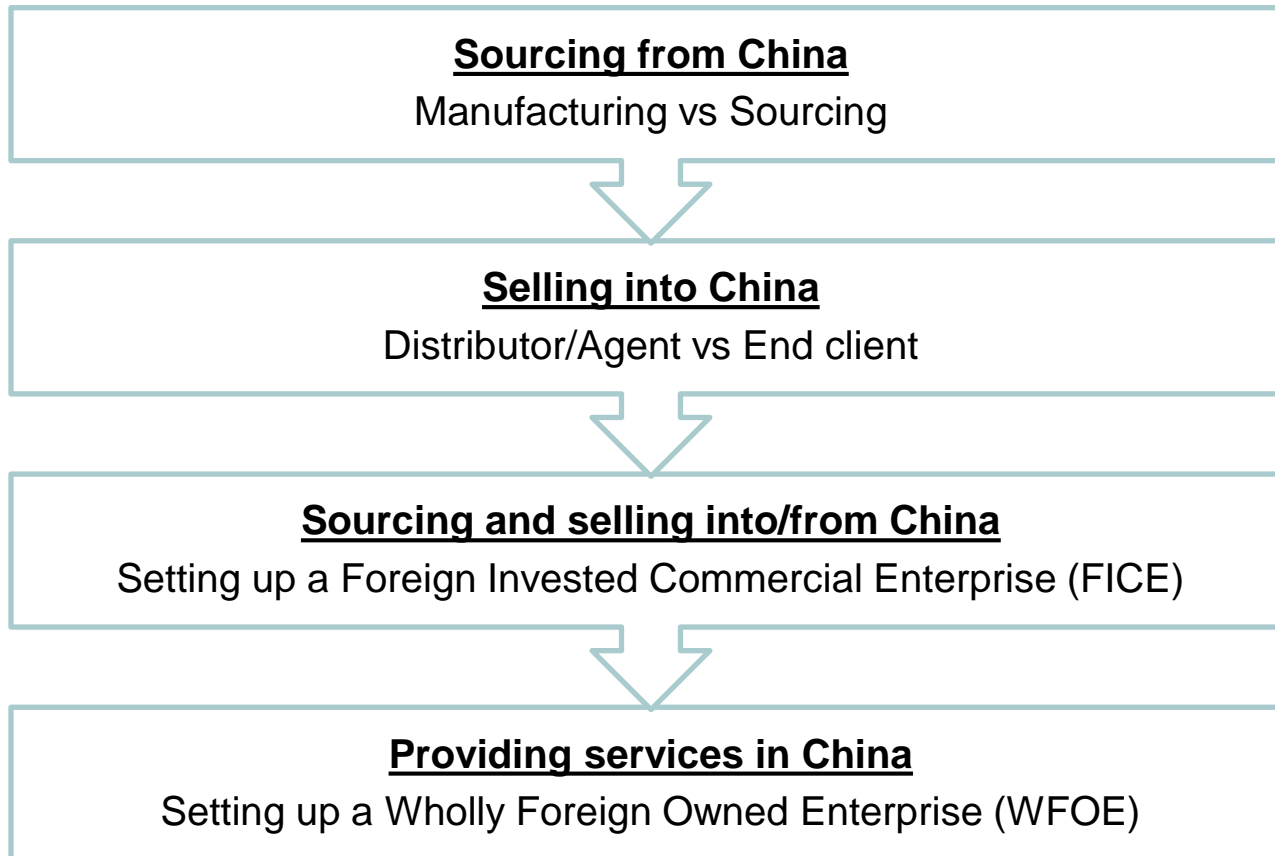 Sourcing from China
Manufacturing vs Sourcing
Selling into China
Distributor/Agent vs End client
Sourcing and selling into/from China
Setting up a Foreign Invested Commercial Enterprise (FICE)
Providing services in China
Setting up a Wholly Foreign Owned Enterprise (WFOE)